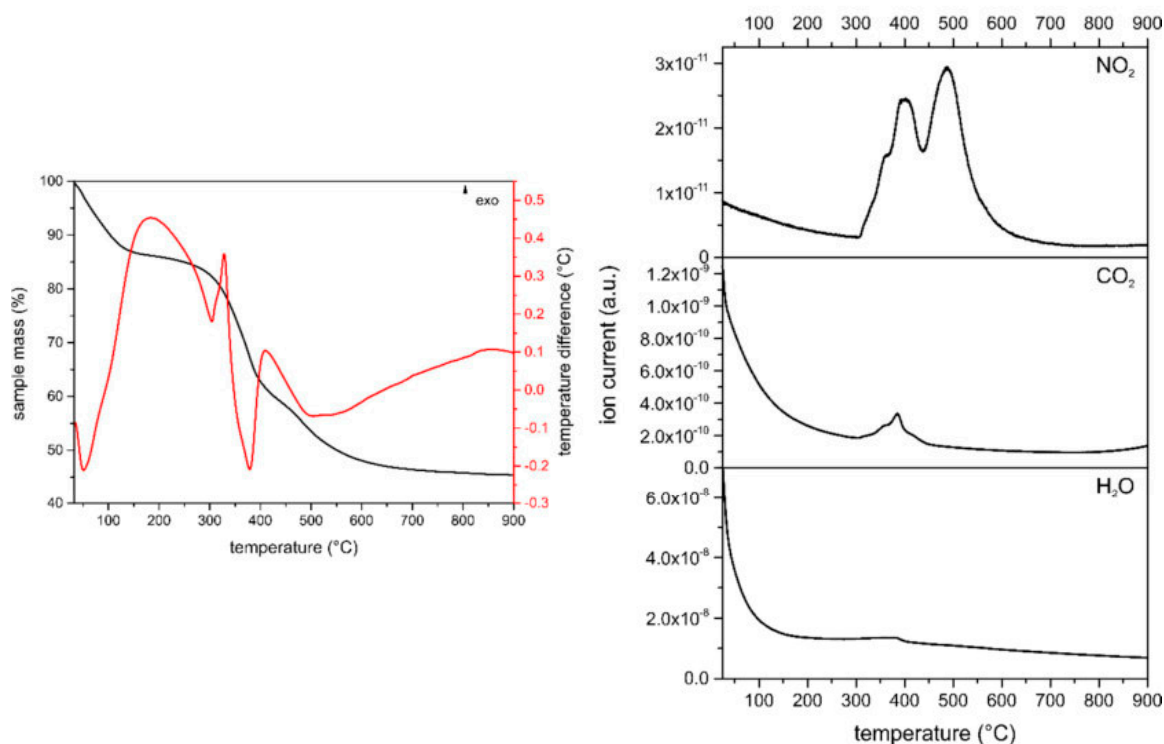 100
90
80
70
60
50
40
sample mass (%)
100 200 300 400 500 600 700 800 900
temperature (°C)
exo
0.5
0.4
0.3
0.2
0.1
0.0
-0.1
-0.2
-0.3
temperature difference (°C)
100 200 300 400 500 600 700 800 900
NO₂
3x10⁻¹¹
2x10⁻¹¹
1x10⁻¹¹
0
CO₂
1.2x10⁻⁹
1.0x10⁻⁹
8.0x10⁻¹⁰
6.0x10⁻¹⁰
4.0x10⁻¹⁰
2.0x10⁻¹⁰
0.0
ion current (a.u.)
H₂O
6.0x10⁻⁸
4.0x10⁻⁸
2.0x10⁻⁸
0.0
100 200 300 400 500 600 700 800 900
temperature (°C)